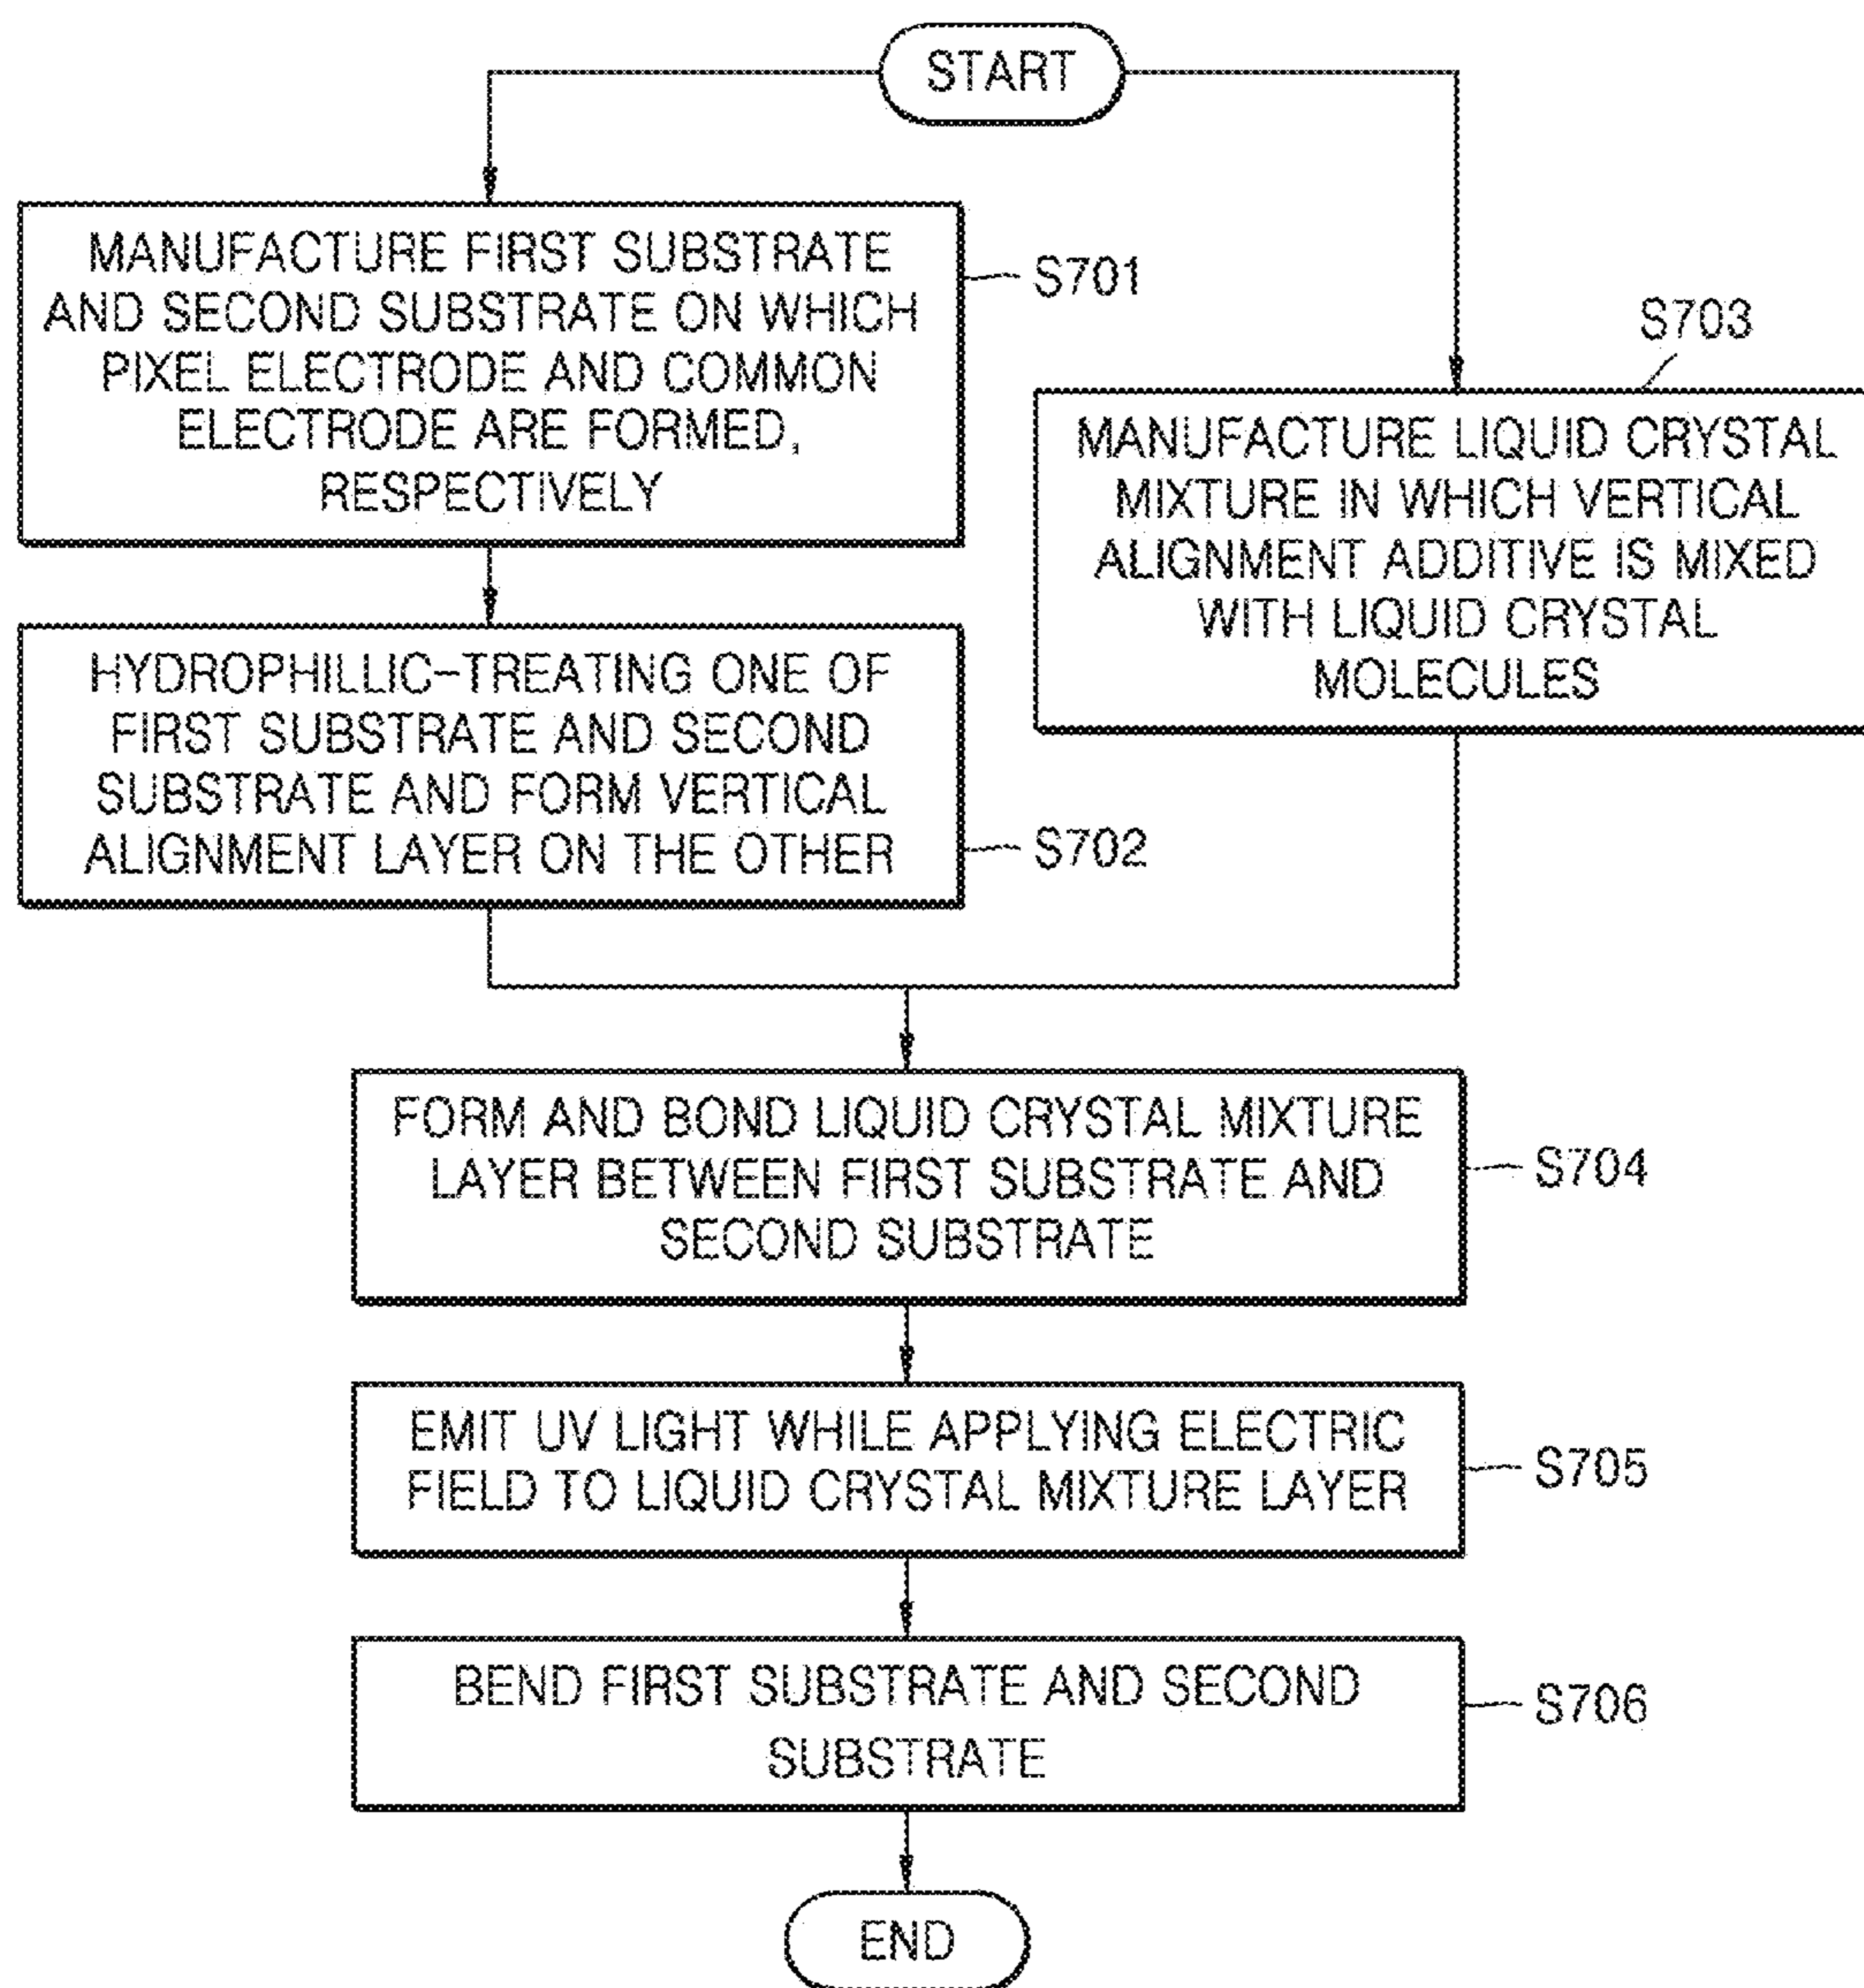 START
MANUFACTURE FIRST SUBSTRATE
AND SECOND SUBSTRATE ON WHICH
PIXEL ELECTRODE AND COMMON
ELECTRODE ARE FORMED,
RESPECTIVELY
S701
HYDROPHILLIC-TREATING ONE OF
FIRST SUBSTRATE AND SECOND
SUBSTRATE AND FORM VERTICAL
ALIGNMENT LAYER ON THE OTHER
S702
S703
MANUFACTURE LIQUID CRYSTAL
MIXTURE IN WHICH VERTICAL
ALIGNMENT ADDITIVE IS MIXED
WITH LIQUID CRYSTAL
MOLECULES
FORM AND BOND LIQUID CRYSTAL MIXTURE
LAYER BETWEEN FIRST SUBSTRATE AND
SECOND SUBSTRATE
S704
EMIT UV LIGHT WHILE APPLYING ELECTRIC
FIELD TO LIQUID CRYSTAL MIXTURE LAYER
S705
BEND FIRST SUBSTRATE AND SECOND
SUBSTRATE
S706
END